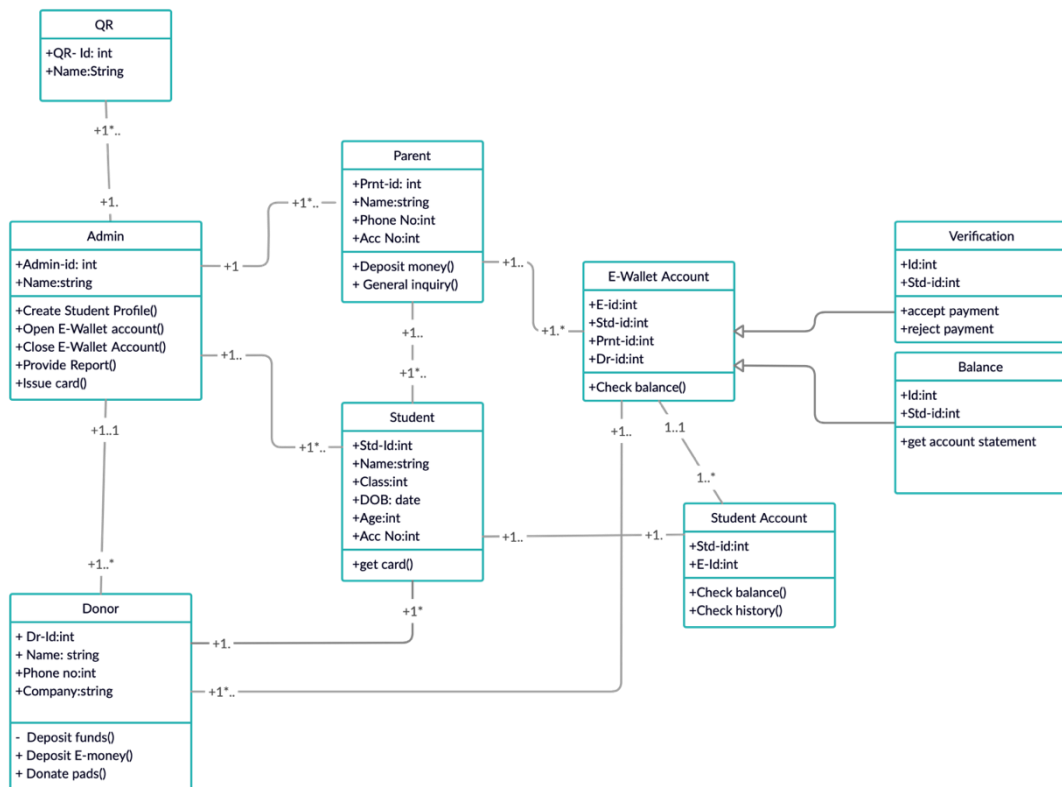 QR
+QR- Id: int
+Name:String
+1*..
+1.
Admin
+Admin-id: int
+Name:string
+Create Student Profile()
+Open E-Wallet account()
+Close E-Wallet Account()
+Provide Report()
+Issue card()
+1
+1*..
+1..
+1*..
+1..1
+1..*
Parent
+Prnt-id: int
+Name:string
+Phone No:int
+Acc No:int
+Deposit money()
+ General inquiry()
+1..
+1.*
+1..
+1*..
Student
+Std-Id:int
+Name:string
+Class:int
+DOB: date
+Age:int
+Acc No:int
+get card()
+1..
+1.
+1*
+1.
Donor
+ Dr-Id:int
+ Name: string
+Phone no:int
+Company:string
- Deposit funds()
+ Deposit E-money()
+ Donate pads()
+1*..
+1..
E-Wallet Account
+E-id:int
+Std-id:int
+Prnt-id:int
+Dr-id:int
+Check balance()
1..1
1..*
Student Account
+Std-id:int
+E-Id:int
+Check balance()
+Check history()
Verification
+Id:int
+Std-id:int
+accept payment
+reject payment
Balance
+Id:int
+Std-id:int
+get account statement